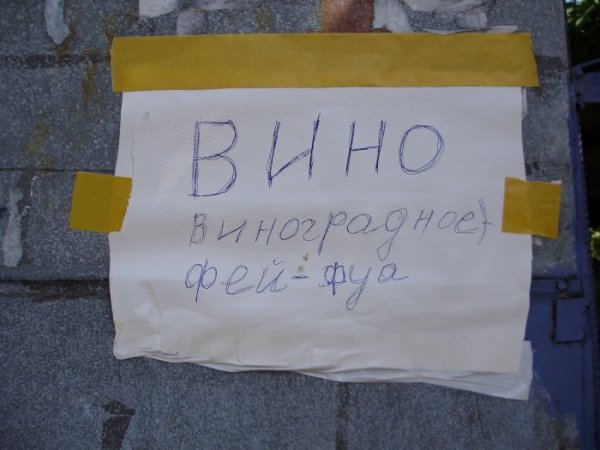 ВИНО
виноградное
фей-фуа